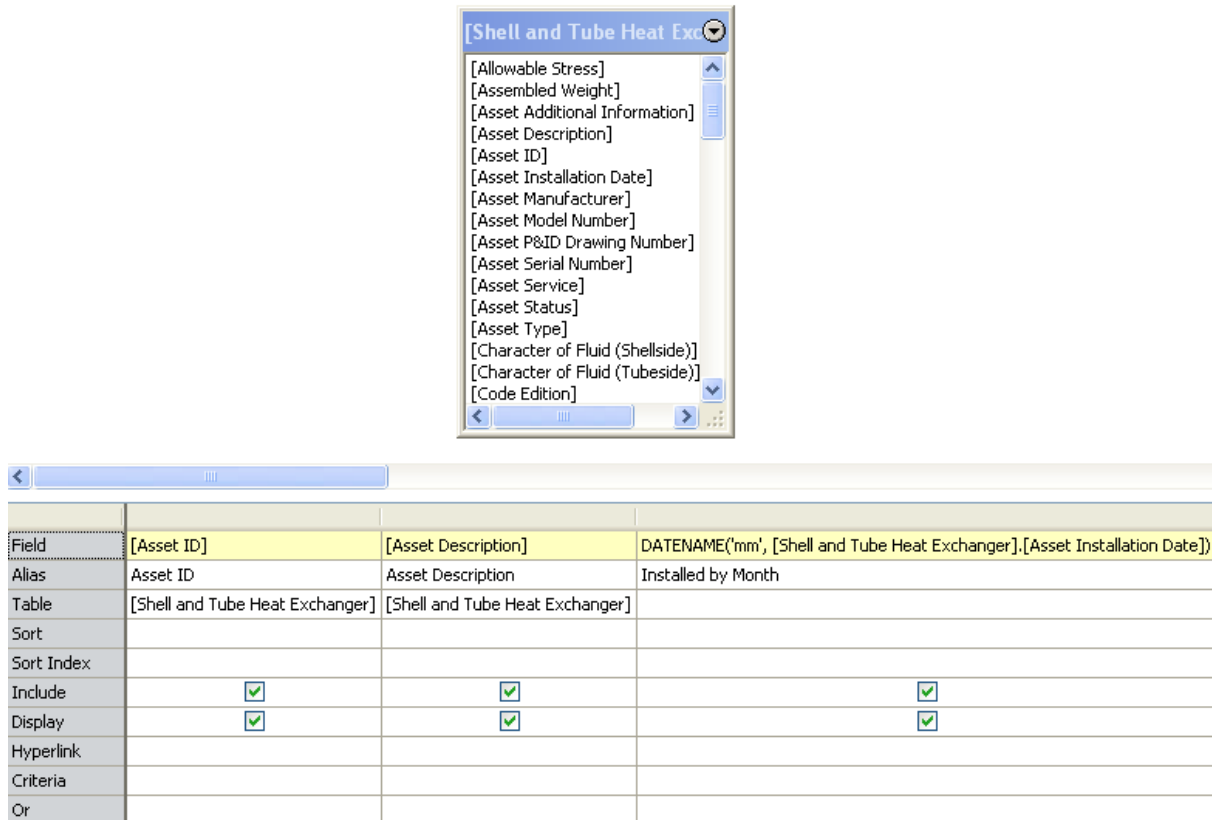 [Shell and Tube Heat Exc
[Allowable Stress]
[Assembled Weight]
[Asset Additional Information]
[Asset Description]
[Asset ID]
[Asset Installation Date]
[Asset Manufacturer]
[Asset Model Number]
[Asset P&ID Drawing Number]
[Asset Serial Number]
[Asset Service]
[Asset Status]
[Asset Type]
[Character of Fluid (Shellside)]
[Character of Fluid (Tubeside)]
[Code Edition]
Field [Asset ID] [Asset Description] DATENAME('mm', [Shell and Tube Heat Exchanger].[Asset Installation Date])
Alias Asset ID Asset Description Installed by Month
Table [Shell and Tube Heat Exchanger] [Shell and Tube Heat Exchanger]
Sort
Sort Index
Include
Display
Hyperlink
Criteria
Or